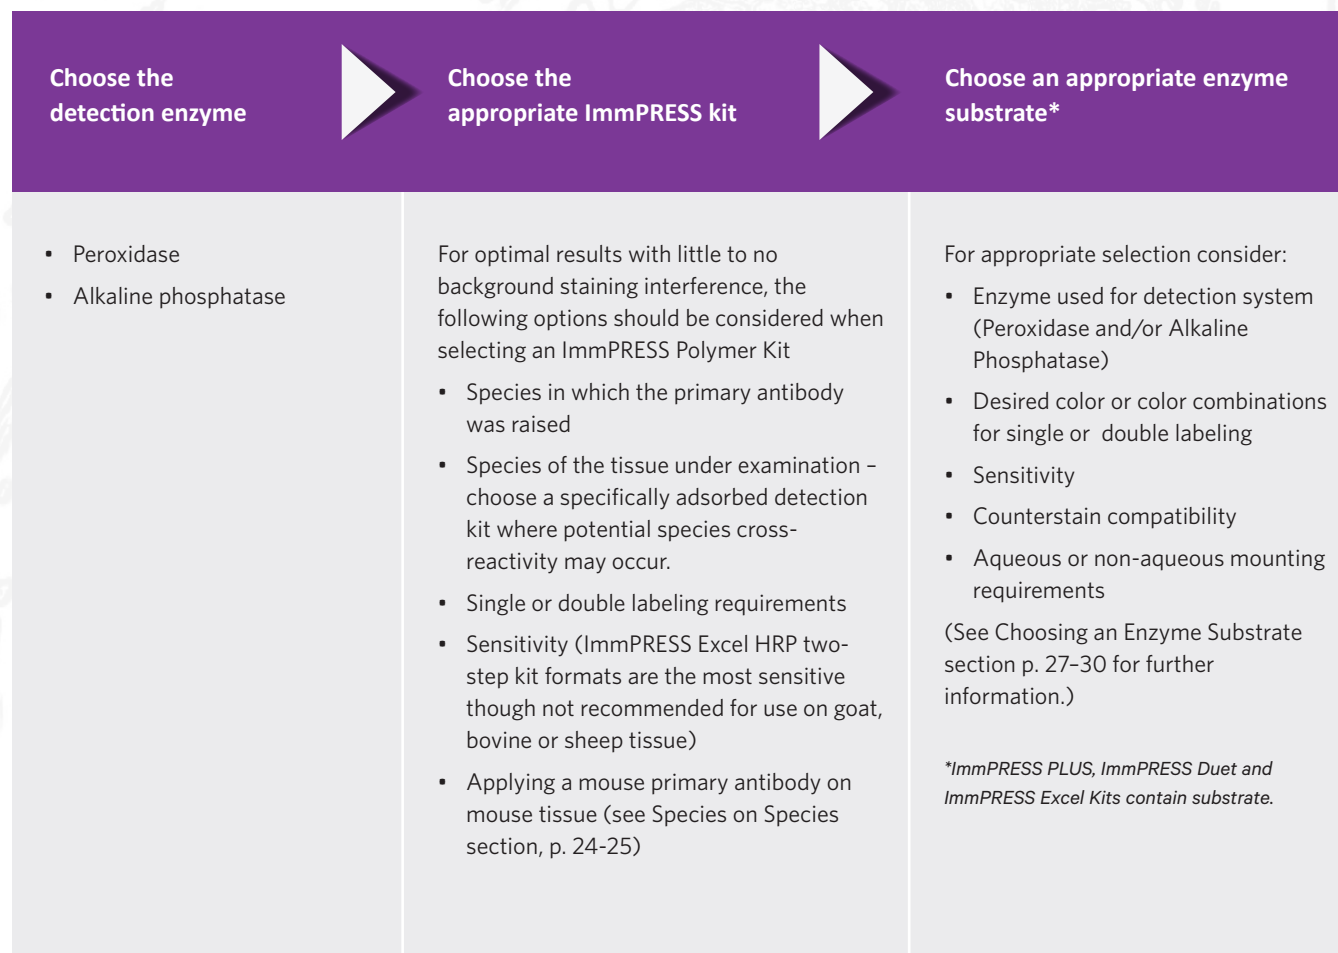 Choose the
detection enzyme
Choose the
appropriate ImmPRESS kit
Choose an appropriate enzyme
substrate*
• Peroxidase
• Alkaline phosphatase
For optimal results with little to no
background staining interference, the
following options should be considered when
selecting an ImmPRESS Polymer Kit
• Species in which the primary antibody
was raised
• Species of the tissue under examination –
choose a specifically adsorbed detection
kit where potential species cross-
reactivity may occur.
• Single or double labeling requirements
• Sensitivity (ImmPRESS Excel HRP two-
step kit formats are the most sensitive
though not recommended for use on goat,
bovine or sheep tissue)
• Applying a mouse primary antibody on
mouse tissue (see Species on Species
section, p. 24-25)
For appropriate selection consider:
• Enzyme used for detection system
(Peroxidase and/or Alkaline
Phosphatase)
• Desired color or color combinations
for single or  double labeling
• Sensitivity
• Counterstain compatibility
• Aqueous or non-aqueous mounting
requirements
(See Choosing an Enzyme Substrate
section p. 27–30 for further
information.)
*ImmPRESS PLUS, ImmPRESS Duet and
ImmPRESS Excel Kits contain substrate.